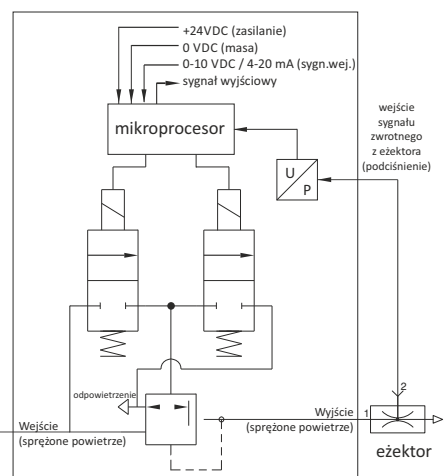 +24VDC (zasilanie)
0 VDC (masa)
0-10 VDC / 4-20 mA (sygn.wej.)
sygnał wyjściowy
mikroprocesor
wejście
sygnału
zwrotnego
z eżektora
(podciśnienie)
U
P
odpowietrzenie
Wejście
(sprężone powietrze)
Wyjście
(sprężone powietrze)
1
2
eżektor